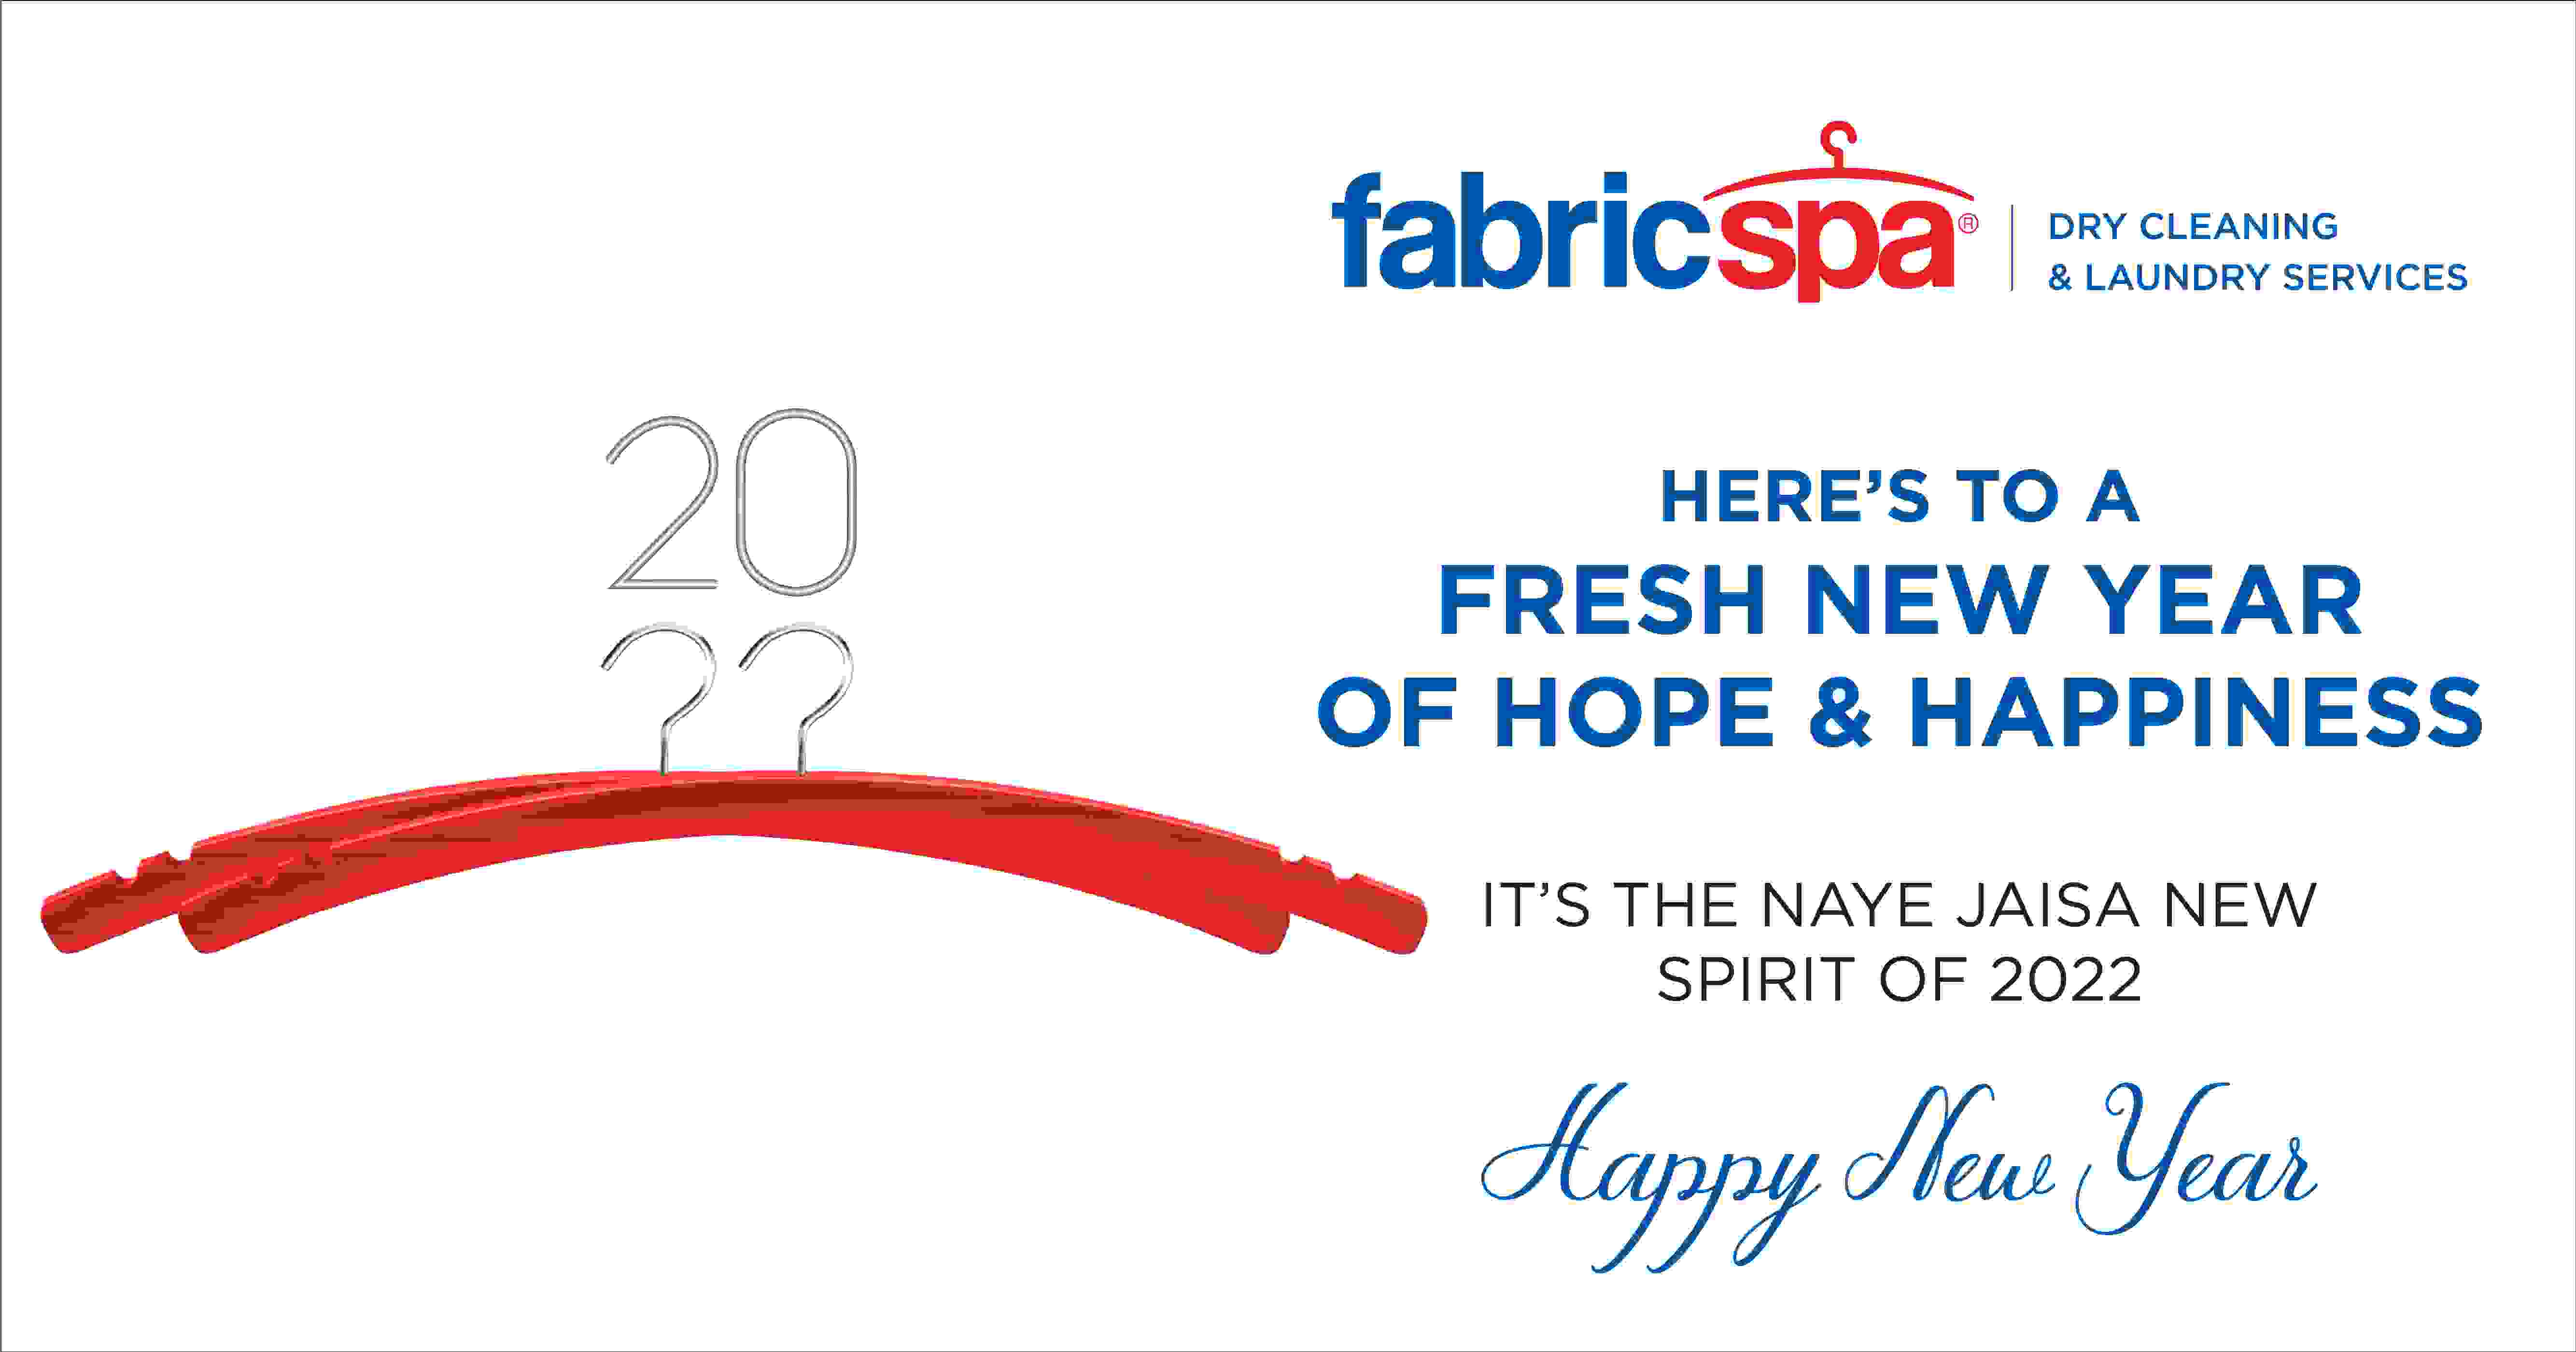 fabricspa®
DRY CLEANING
& LAUNDRY SERVICES
20
22
HERE'S TO A
FRESH NEW YEAR
OF HOPE & HAPPINESS
IT'S THE NAYE JAISA NEW
SPIRIT OF 2022
Happy New Year